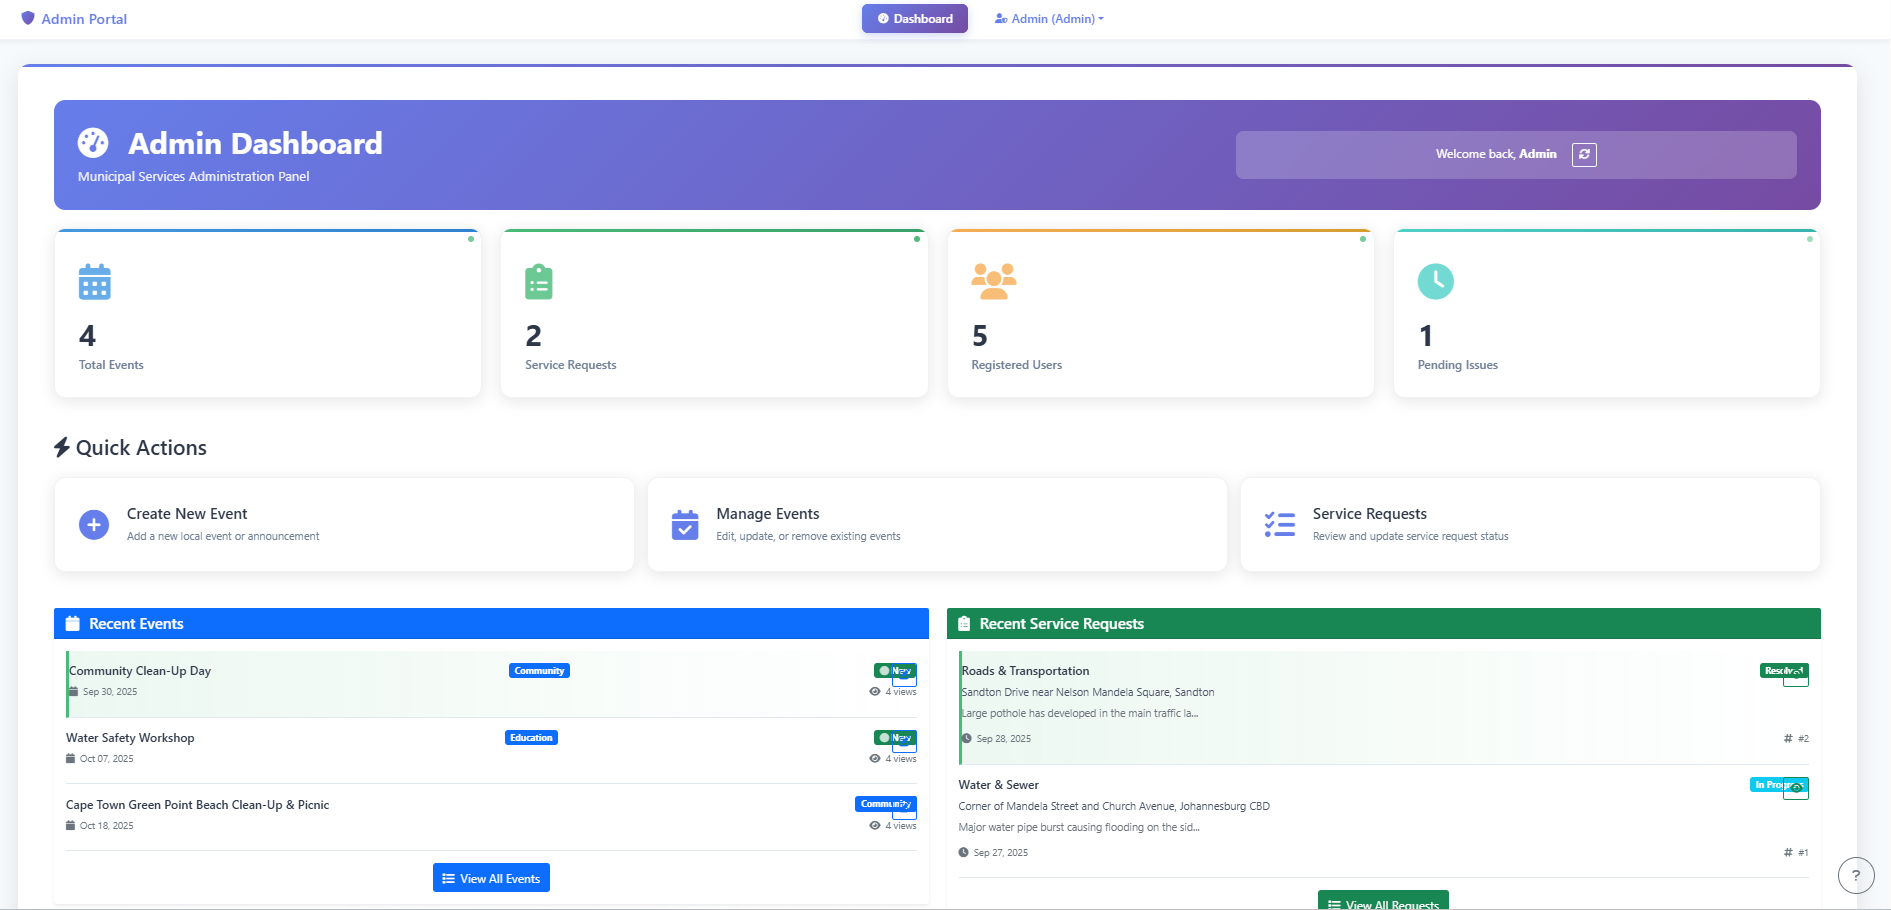 Admin Portal
Dashboard
Admin (Admin)
Admin Dashboard
Municipal Services Administration Panel
Welcome back, Admin
4
Total Events
2
Service Requests
5
Registered Users
1
Pending Issues
Quick Actions
Create New Event
Add a new local event or announcement
Manage Events
Edit, update, or remove existing events
Service Requests
Review and update service request status
Recent Events
Community Clean-Up Day
Community
New
Sep 30, 2025
4 views
Water Safety Workshop
Education
New
Oct 07, 2025
4 views
Cape Town Green Point Beach Clean-Up & Picnic
Community
Oct 18, 2025
4 views
View All Events
Recent Service Requests
Roads & Transportation
Resolved
Sandton Drive near Nelson Mandela Square, Sandton
Large pothole has developed in the main traffic la...
Sep 28, 2025
# #2
Water & Sewer
In Progress
Corner of Mandela Street and Church Avenue, Johannesburg CBD
Major water pipe burst causing flooding on the sid...
Sep 27, 2025
# #1
View All Requests
?